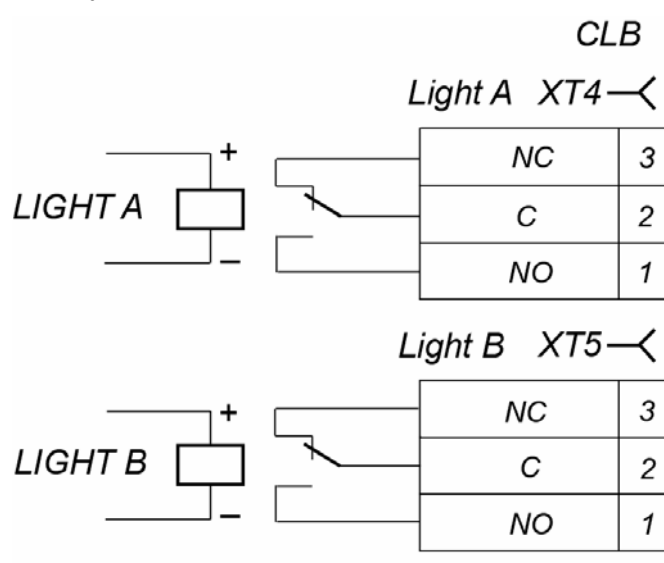 CLB
Light A XT4
+
NC 3
LIGHT A
C 2
–
NO 1
Light B XT5
+
NC 3
LIGHT B
C 2
–
NO 1